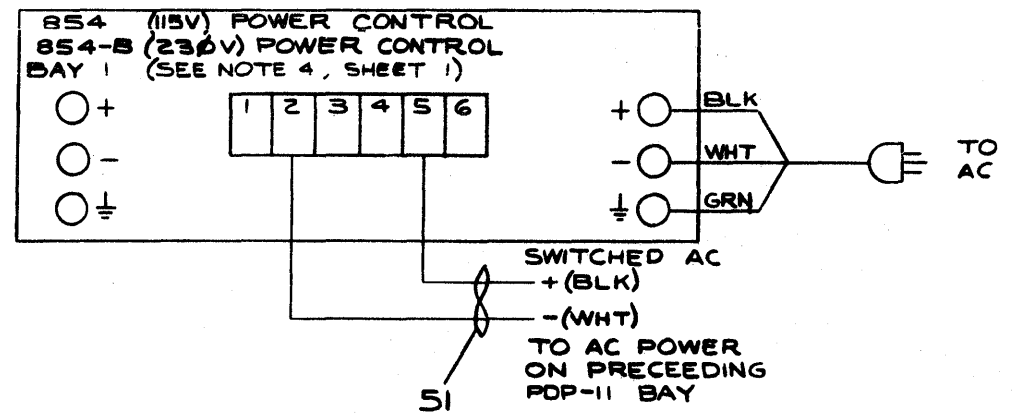 854 (115V) POWER CONTROL
854-B (230V) POWER CONTROL
BAY 1 (SEE NOTE 4, SHEET 1)
+
-
1 2 3 4 5 6
+ BLK
- WHT
GRN
TO
AC
SWITCHED AC
+(BLK)
-(WHT)
TO AC POWER
ON PRECEEDING
PDP-11 BAY
51